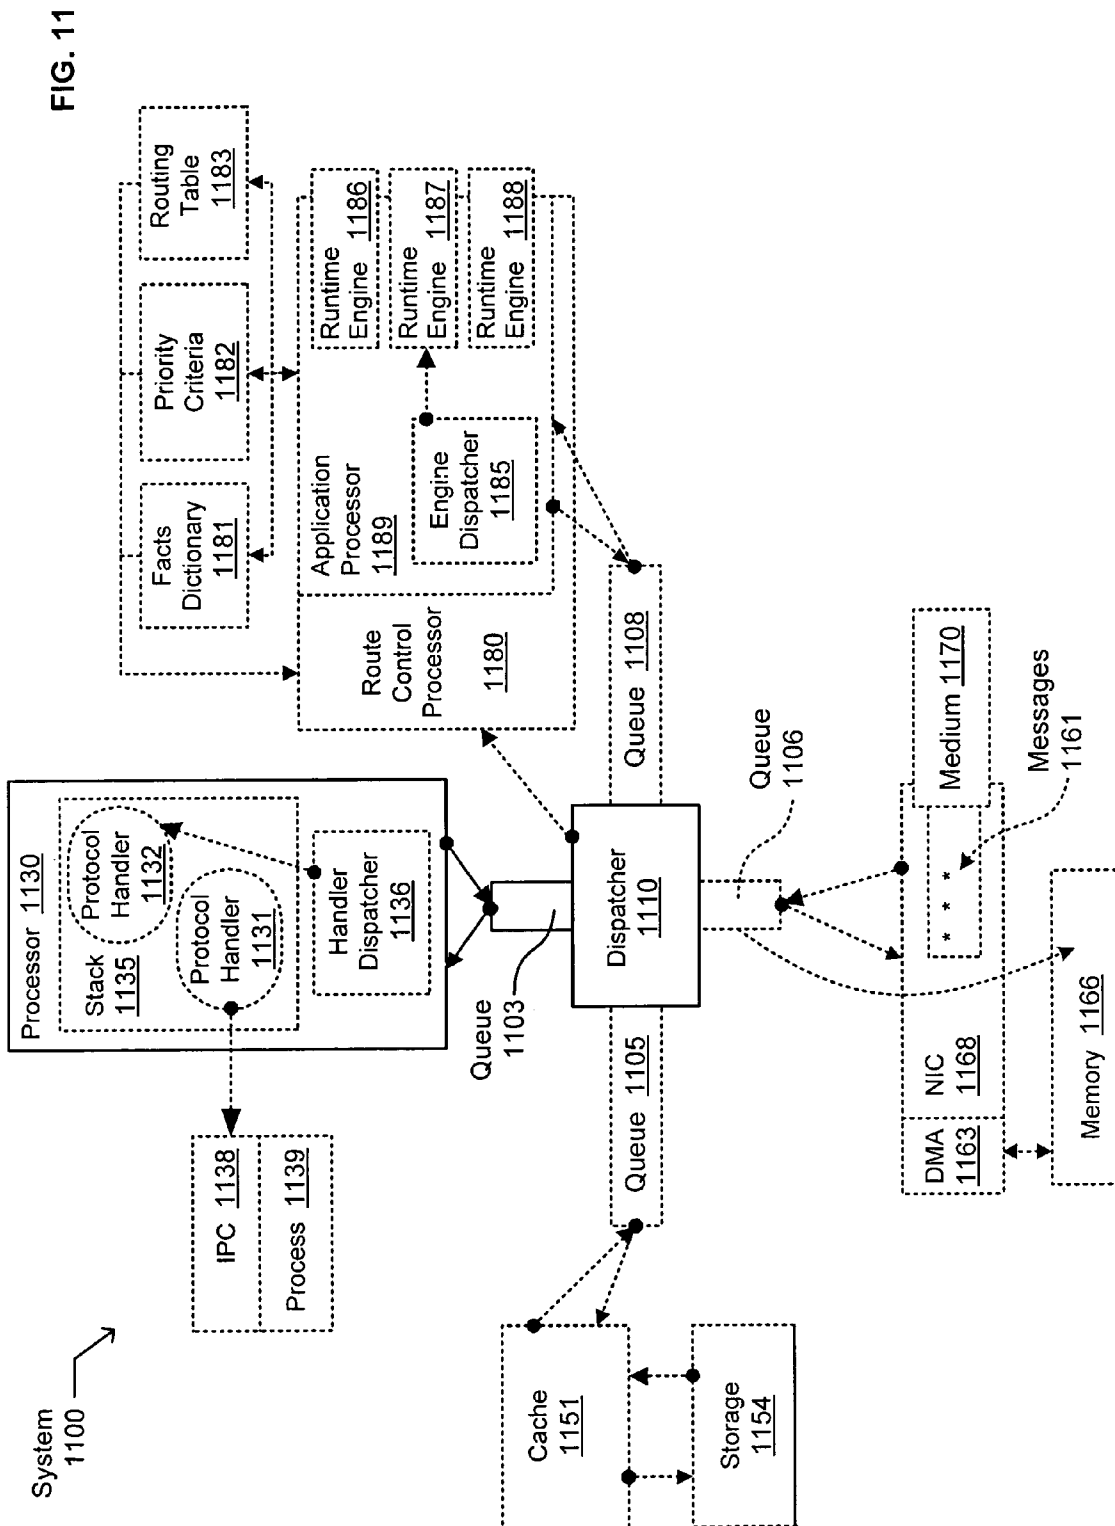 FIG. 11
System
1100
Processor 1130
Stack
1135
Protocol
Handler
1132
Protocol
Handler
1131
Handler
Dispatcher
1136
IPC 1138
Process 1139
Facts
Dictionary
1181
Priority
Criteria
1182
Routing
Table
1183
Route
Control
Processor
1180
Application
Processor
1189
Engine
Dispatcher
1185
Runtime
Engine 1186
Runtime
Engine 1187
Runtime
Engine 1188
Queue
1103
Cache
1151
Storage
1154
Queue 1105
Dispatcher
1110
Queue 1108
Queue
1106
DMA
1163
NIC
1168
* * *
Medium 1170
Messages
1161
Memory 1166